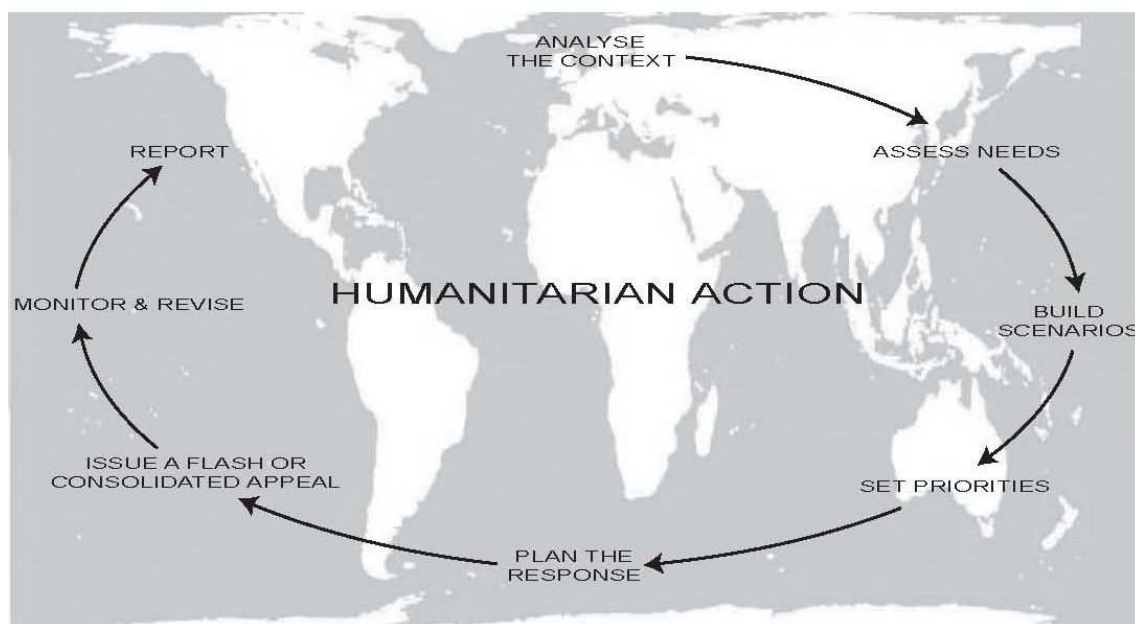 ANALYSE
THE CONTEXT
ASSESS NEEDS
BUILD
SCENARIOS
SET PRIORITIES
PLAN THE
RESPONSE
ISSUE A FLASH OR
CONSOLIDATED APPEAL
MONITOR & REVISE
REPORT
HUMANITARIAN ACTION